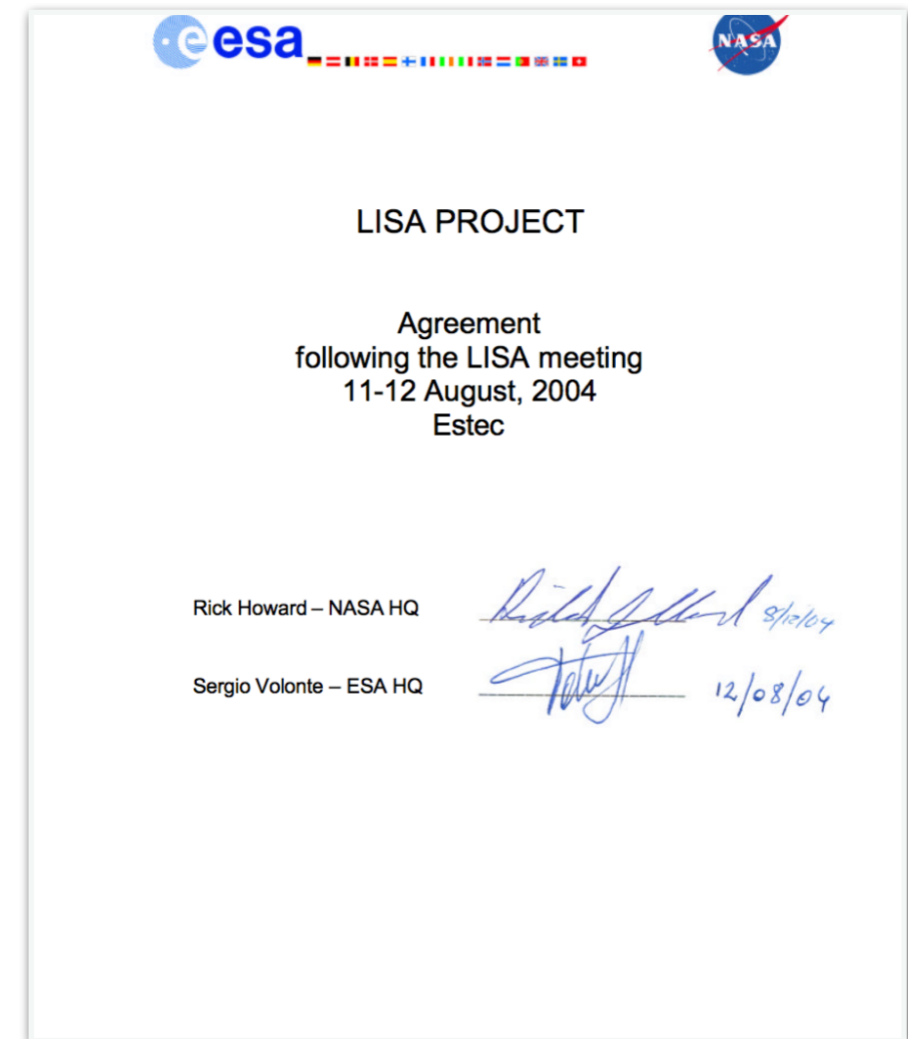 esa
NASA
LISA PROJECT
Agreement
following the LISA meeting
11-12 August, 2004
Estec
Rick Howard – NASA HQ
8/12/04
Sergio Volonte – ESA HQ
12/08/04